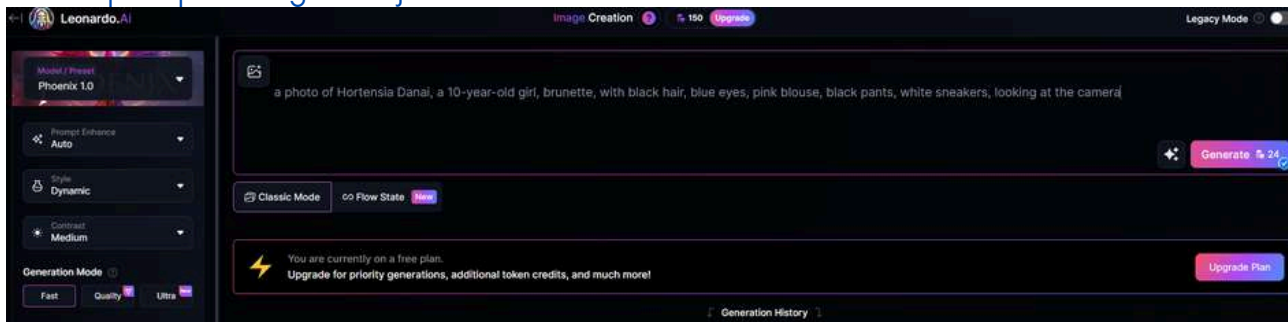 Leonardo.Ai
Image Creation
150 Upgrade
Legacy Mode
Model / Preset
Phoenix 1.0
a photo of Hortensia Danai, a 10-year-old girl, brunette, with black hair, blue eyes, pink blouse, black pants, white sneakers, looking at the camera
Prompt Enhance
Auto
Generate 24
Style
Dynamic
Classic Mode
Flow State New
Contrast
Medium
You are currently on a free plan.
Upgrade for priority generations, additional token credits, and much more!
Upgrade Plan
Generation Mode
Fast
Quality
Ultra New
Generation History